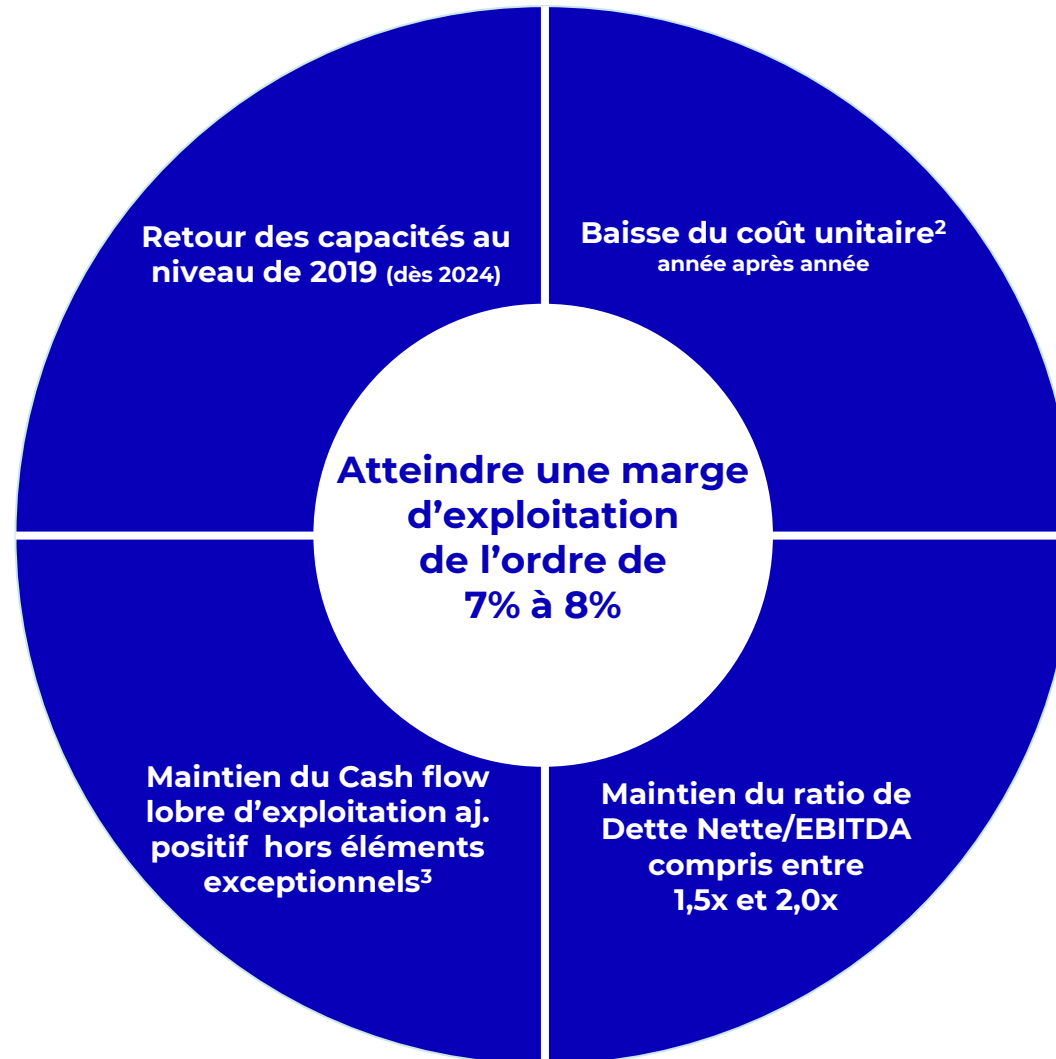 Retour des capacités au
niveau de 2019 (dès 2024)
Baisse du coût unitaire²
année après année
Atteindre une marge
d’exploitation
de l’ordre de
7% à 8%
Maintien du Cash flow
lobre d’exploitation aj.
positif hors éléments
exceptionnels³
Maintien du ratio de
Dette Nette/EBITDA
compris entre
1,5x et 2,0x